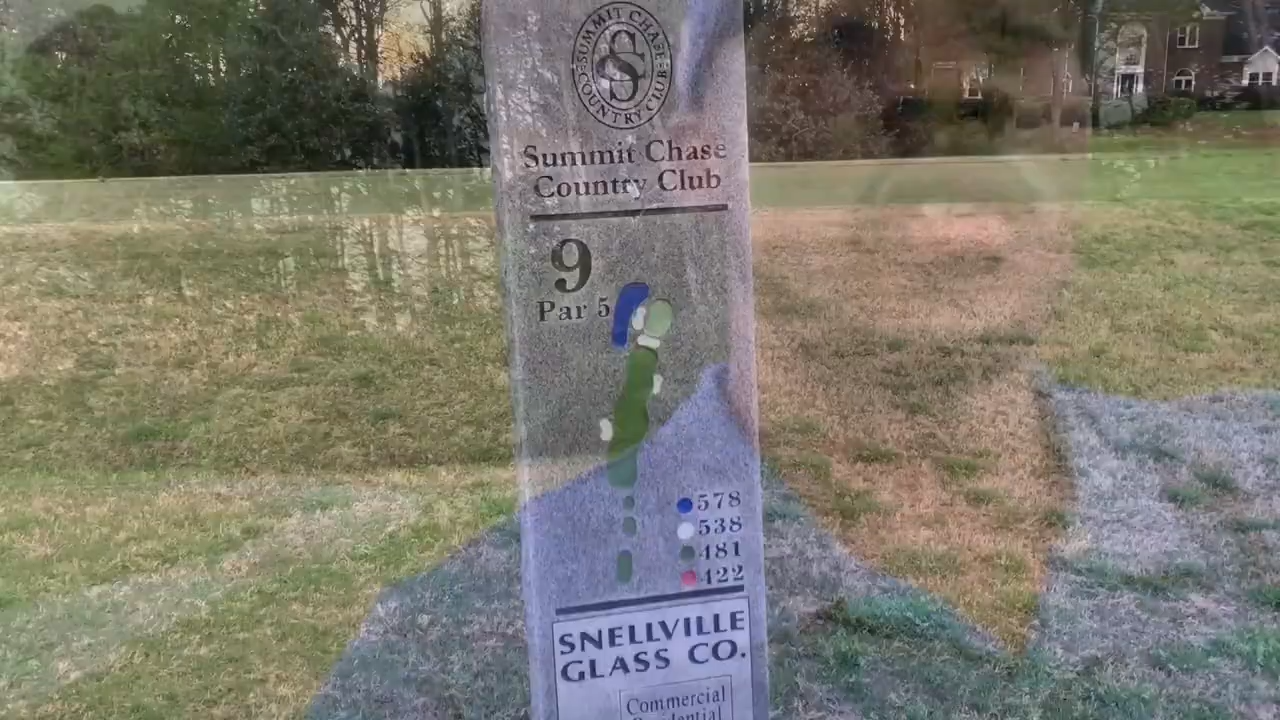 SUMMIT CHASE
COUNTRY CLUB
S
S
C
Summit Chase
Country Club
9
Par 5
578
538
481
422
SNELLVILLE
GLASS CO.
Commercial
Residential